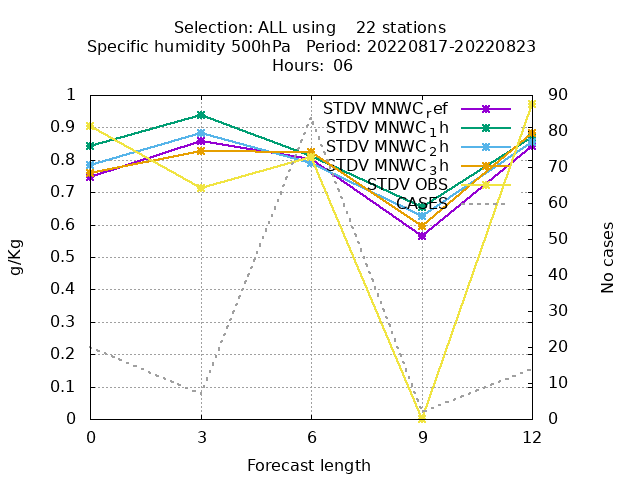 Selection: ALL using    22 stations
Specific humidity 500hPa   Period: 20220817-20220823
Hours:  06
STDV MNWC_ref
STDV MNWC_1h
STDV MNWC_2h
STDV MNWC_3h
STDV OBS
CASES
1
0.9
0.8
0.7
0.6
0.5
0.4
0.3
0.2
0.1
0
g/Kg
90
80
70
60
50
40
30
20
10
0
No cases
0 3 6 9 12
Forecast length